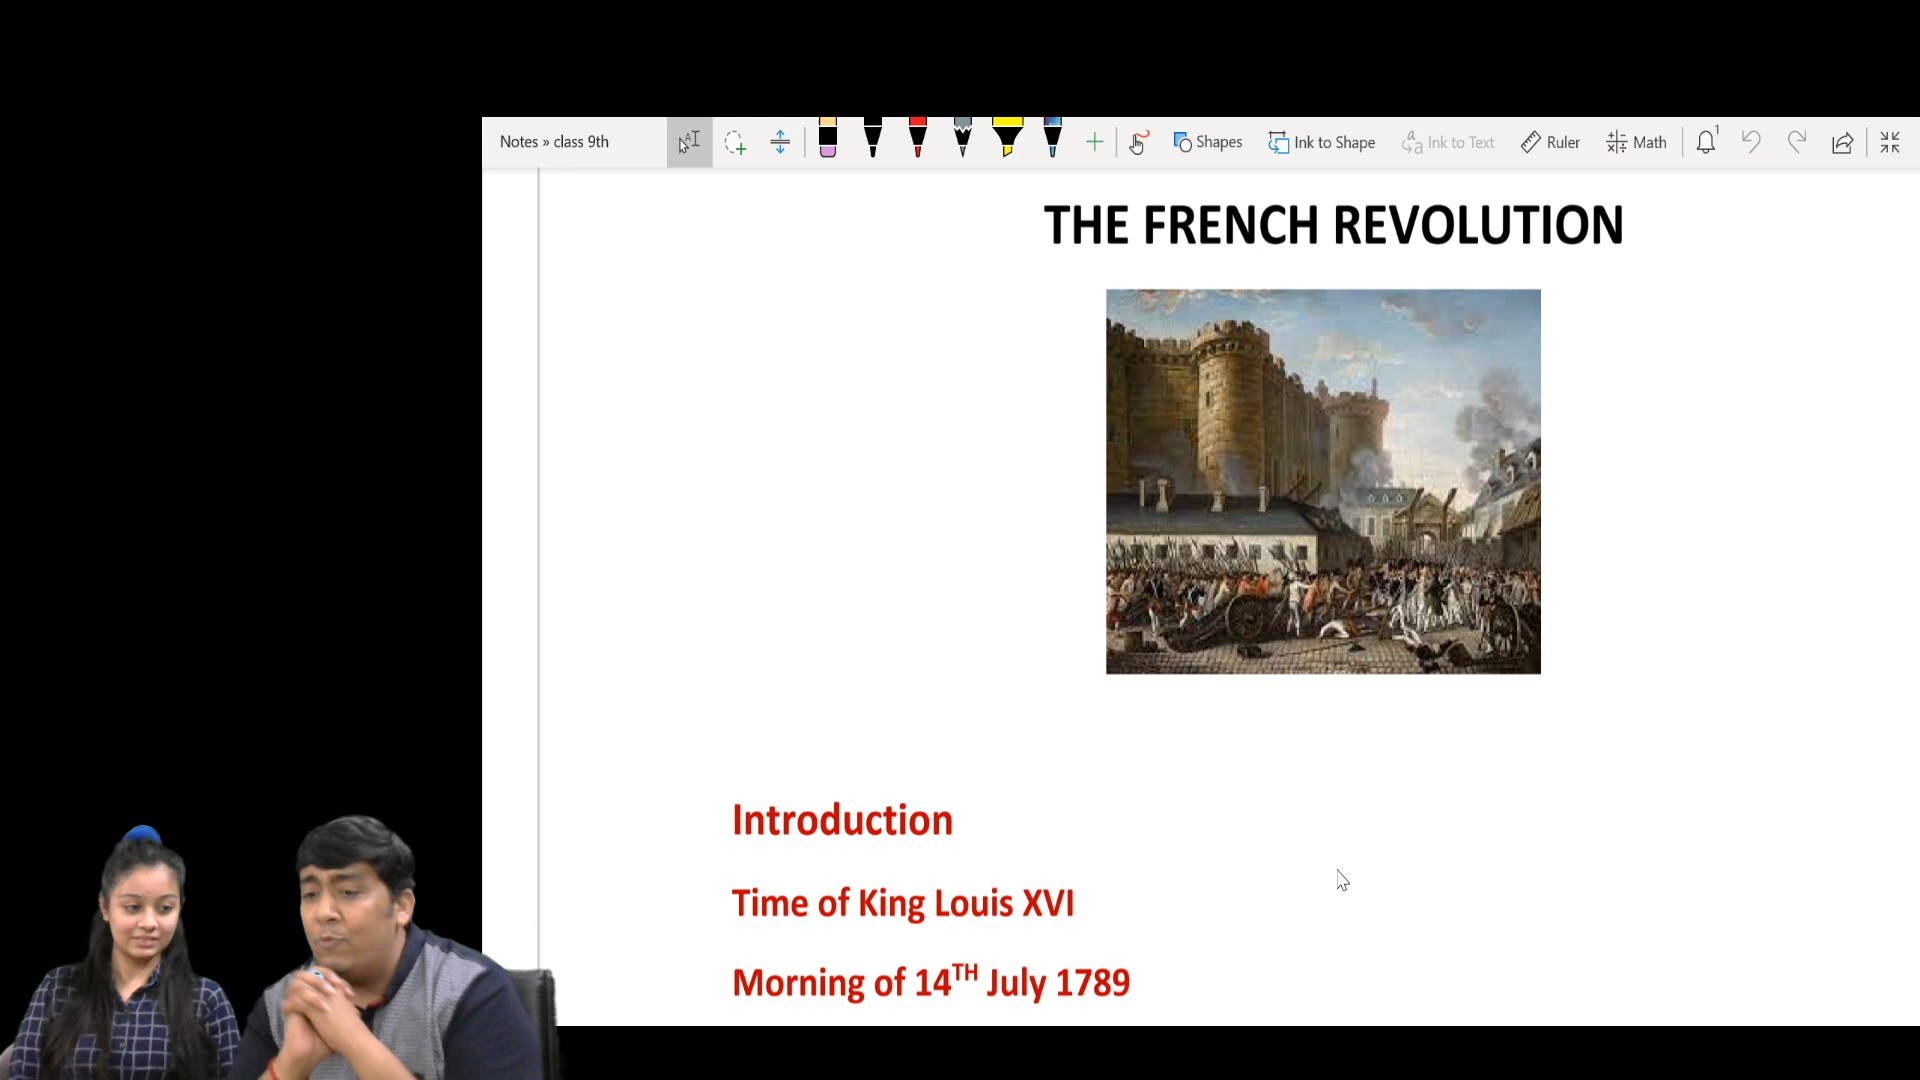 Notes » class 9th Shapes Ink to Shape Ink to Text Ruler Math 1
THE FRENCH REVOLUTION
Introduction
Time of King Louis XVI
Morning of 14TH July 1789